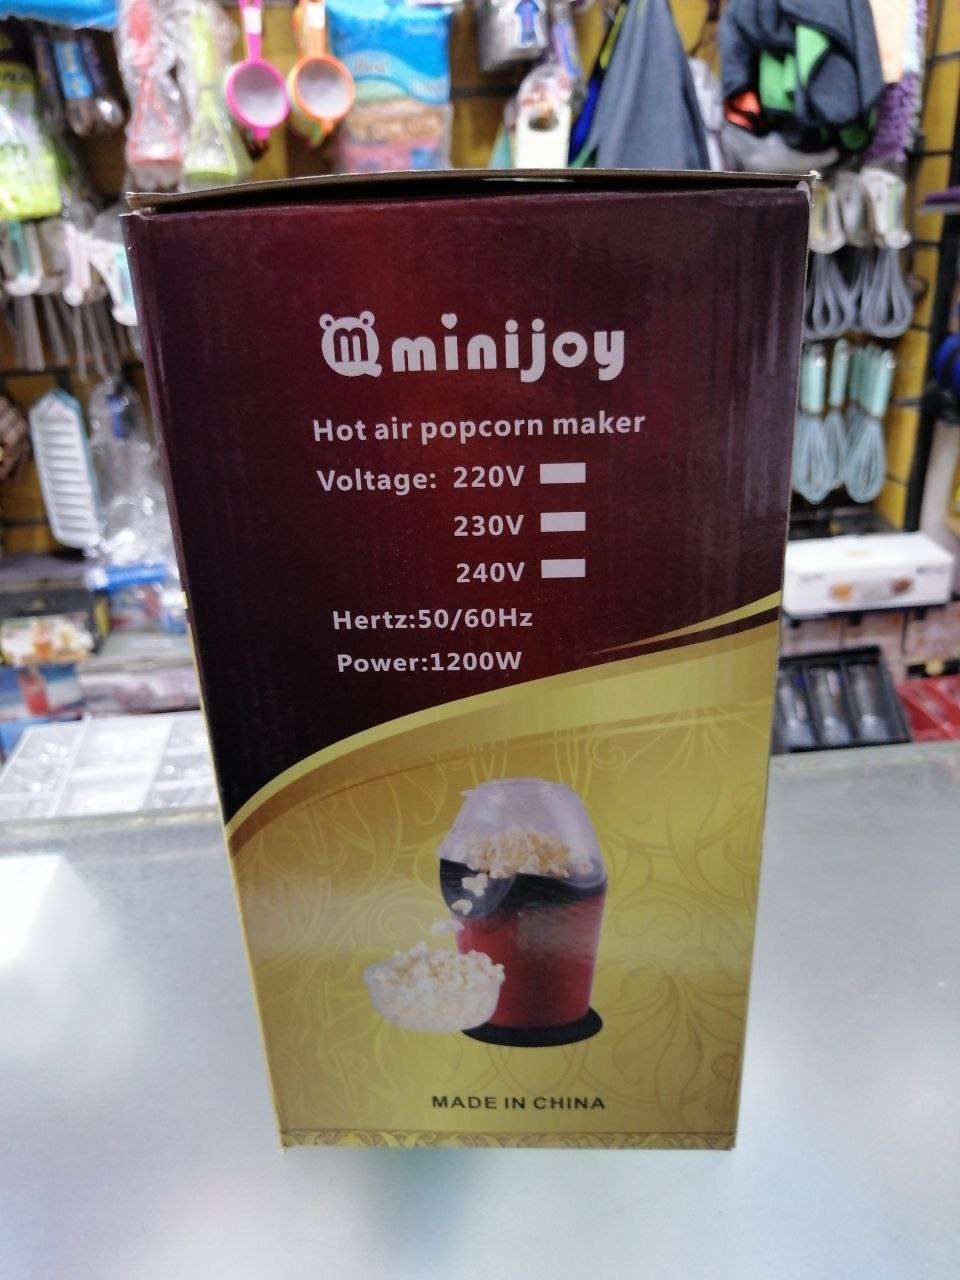 minijoy
Hot air popcorn maker
Voltage: 220V
230V
240V
Hertz:50/60Hz
Power:1200W
MADE IN CHINA